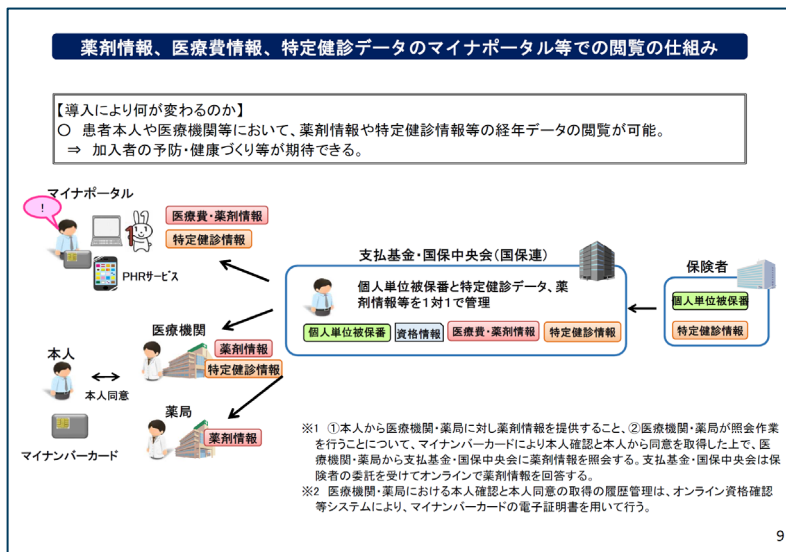 薬剤情報、医療費情報、特定健診データのマイナポータル等での閲覧の仕組み
【導入により何が変わるのか】
○ 患者本人や医療機関等において、薬剤情報や特定健診情報等の経年データの閲覧が可能。
⇒ 加入者の予防・健康づくり等が期待できる。
マイナポータル
!
医療費・薬剤情報
特定健診情報
PHRサービス
支払基金・国保中央会(国保連)
個人単位被保番と特定健診データ、薬
剤情報等を1対1で管理
個人単位被保番
資格情報
医療費・薬剤情報
特定健診情報
保険者
個人単位被保番
特定健診情報
医療機関
薬剤情報
特定健診情報
本人
本人同意
薬局
薬剤情報
マイナンバーカード
※1 ①本人から医療機関・薬局に対し薬剤情報を提供すること、②医療機関・薬局が照会作業
を行うことについて、マイナンバーカードにより本人確認と本人から同意を取得した上で、医
療機関・薬局から支払基金・国保中央会に薬剤情報を照会する。支払基金・国保中央会は保
険者の委託を受けてオンラインで薬剤情報を回答する。
※2 医療機関・薬局における本人確認と本人同意の取得の履歴管理は、オンライン資格確認
等システムにより、マイナンバーカードの電子証明書を用いて行う。
9